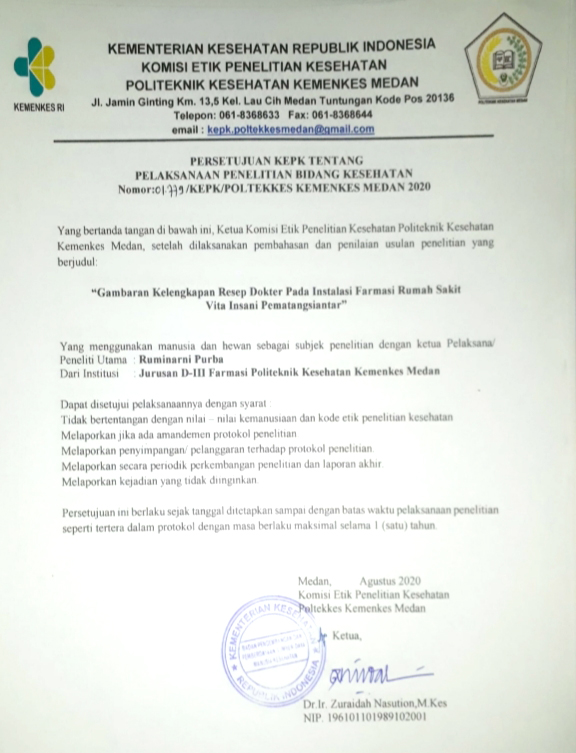 KEMENTERIAN KESEHATAN REPUBLIK INDONESIA
KOMISI ETIK PENELITIAN KESEHATAN
POLITEKNIK KESEHATAN KEMENKES MEDAN
KEMENKES RI
Jl. Jamin Ginting Km. 13,5 Kel. Lau Cih Medan Tuntungan Kode Pos 20136
Telepon: 061-8368633 Fax: 061-8368644
email : kepk.poltekkesmedan@gmail.com
PERSETUJUAN KEPK TENTANG
PELAKSANAAN PENELITIAN BIDANG KESEHATAN
Nomor:01.779/KEPK/POLTEKKES KEMENKES MEDAN 2020
Yang bertanda tangan di bawah ini, Ketua Komisi Etik Penelitian Kesehatan Politeknik Kesehatan
Kemenkes Medan, setelah dilaksanakan pembahasan dan penilaian usulan penelitian yang
berjudul:
“Gambaran Kelengkapan Resep Dokter Pada Instalasi Farmasi Rumah Sakit
Vita Insani Pematangsiantar”
Yang menggunakan manusia dan hewan sebagai subjek penelitian dengan ketua Pelaksana/
Peneliti Utama : Ruminarni Purba
Dari Institusi : Jurusan D-III Farmasi Politeknik Kesehatan Kemenkes Medan
Dapat disetujui pelaksanaannya dengan syarat
Tidak bertentangan dengan nilai – nilai kemanusiaan dan kode etik penelitian kesehatan
Melaporkan jika ada amandemen protokol penelitian
Melaporkan penyimpangan/ pelanggaran terhadap protokol penelitian
Melaporkan secara periodik perkembangan penelitian dan laporan akhir.
Melaporkan kejadian yang tidak diinginkan.
Persetujuan ini berlaku sejak tanggal ditetapkan sampai dengan batas waktu pelaksanaan penelitian
seperti tertera dalam protokol dengan masa berlaku maksimal selama 1 (satu) tahun.
Medan, Agustus 2020
Komisi Etik Penelitian Kesehatan
Poltekkes Kemenkes Medan
Ketua,
KEMENTERIAN KESEHATAN
REPUBLIK INDONESIA
Dr.Ir. Zuraidah Nasution,M.Kes
NIP. 196101101989102001